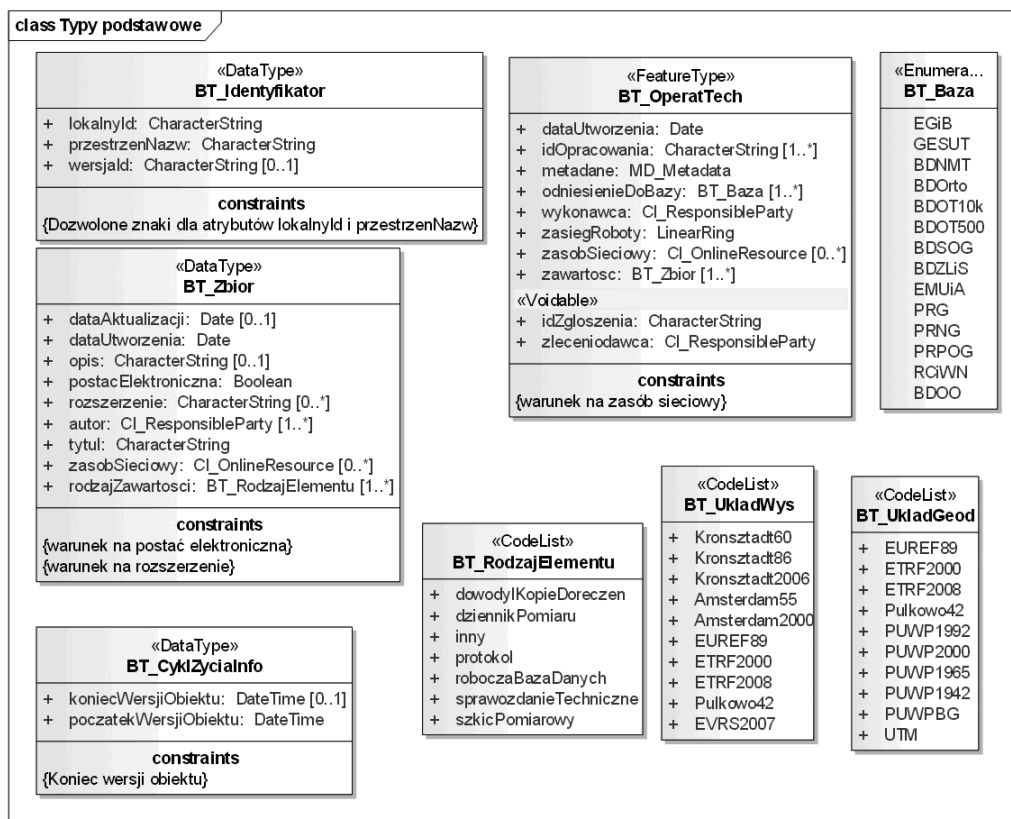 class Typy podstawowe
«DataType»
BT_Identyfikator
+ lokalnyId: CharacterString
+ przestrzenNazw: CharacterString
+ wersjaId: CharacterString [0..1]
constraints
{Dozwolone znaki dla atrybutów lokalnyId i przestrzenNazw}
«DataType»
BT_Zbior
+ dataAktualizacji: Date [0..1]
+ dataUtworzenia: Date
+ opis: CharacterString [0..1]
+ postacElektroniczna: Boolean
+ rozszerzenie: CharacterString [0..*]
+ autor: CI_ResponsibleParty [1..*]
+ tytul: CharacterString
+ zasobSieciowy: CI_OnlineResource [0..*]
+ rodzajZawartosci: BT_RodzajElementu [1..*]
constraints
{warunek na postać elektroniczna}
{warunek na rozszerzenie}
«DataType»
BT_CyklZyciaInfo
+ koniecWersjiObiektu: DateTime [0..1]
+ poczatekWersjiObiektu: DateTime
constraints
{Koniec wersji obiektu}
«FeatureType»
BT_OperatTech
+ dataUtworzenia: Date
+ idOpracowania: CharacterString [1..*]
+ metadane: MD_Metadata
+ odniesienieDoBazy: BT_Baza [1..*]
+ wykonawca: CI_ResponsibleParty
+ zasiegRoboty: LinearRing
+ zasobSieciowy: CI_OnlineResource [0..*]
+ zawartosc: BT_Zbior [1..*]
«Voidable»
+ idZgloszenia: CharacterString
+ zleceniodawca: CI_ResponsibleParty
constraints
{warunek na zasób sieciowy}
«Enumera...
BT_Baza
EGiB
GESUT
BDNMT
BDOrto
BDOT10k
BDOT500
BDSOG
BDZLiS
EMUiA
PRG
PRNG
PRPOG
RCiWN
BDOO
«CodeList»
BT_RodzajElementu
+ dowodyIKopieDoreczen
+ dziennikPomiaru
+ inny
+ protokol
+ roboczaBazaDanych
+ sprawozdanieTechniczne
+ szkicPomiarowy
«CodeList»
BT_UkladWys
+ Kronsztadt60
+ Kronsztadt86
+ Kronsztadt2006
+ Amsterdam55
+ Amsterdam2000
+ EUREF89
+ ETRF2000
+ ETRF2008
+ Pulkowo42
+ EVRS2007
«CodeList»
BT_UkladGeod
+ EUREF89
+ ETRF2000
+ ETRF2008
+ Pulkowo42
+ PUWP1992
+ PUWP2000
+ PUWP1965
+ PUWP1942
+ PUWPBG
+ UTM